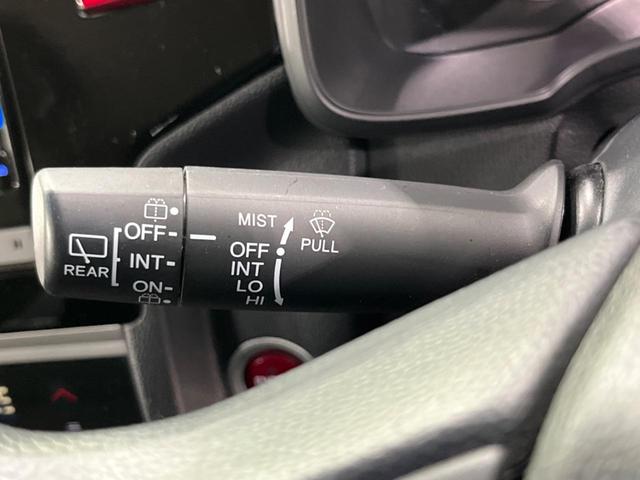 REAR
OFF
INT
ON
MIST
OFF
INT
LO
HI
PULL